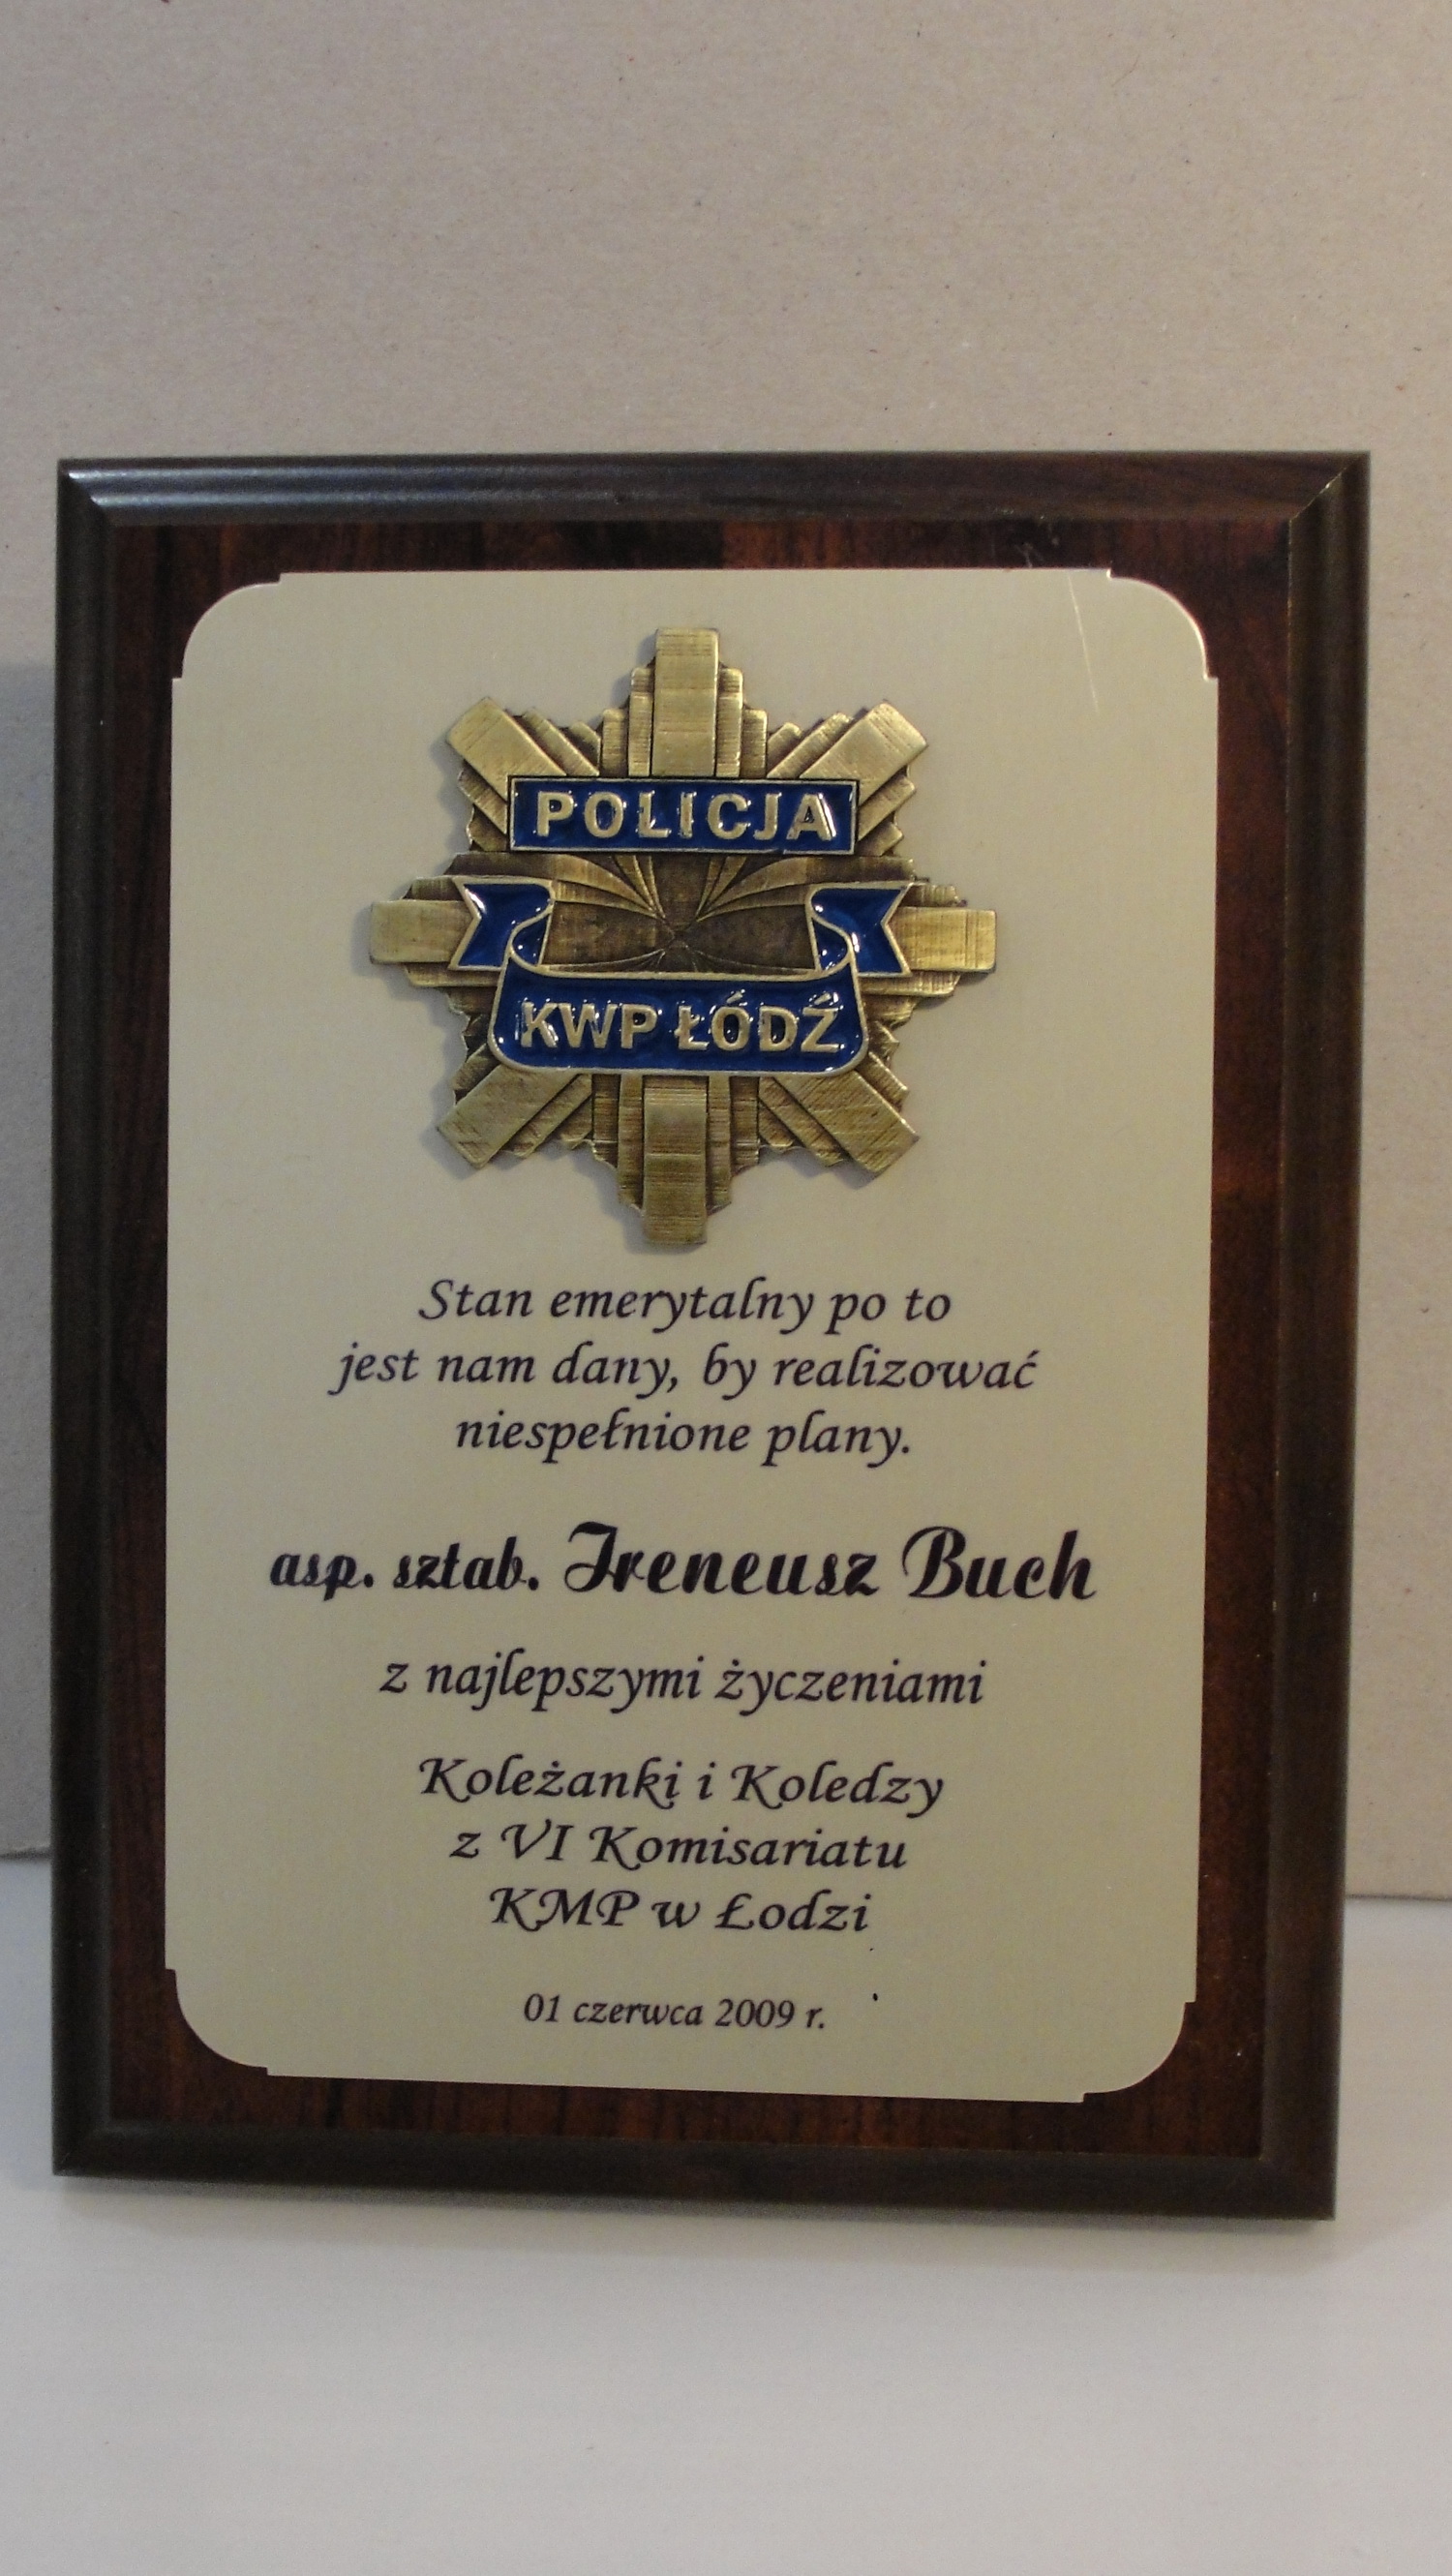 POLICJA
KWP ŁÓDŹ
Stan emerytalny po to
jest nam dany, by realizować
niespełnione plany.
asp. sztab. Ireneusz Buch
z najlepszymi życzeniami
Koleżanki i Koledzy
z VI Komisariatu
KMP w Łodzi
01 czerwca 2009 r.